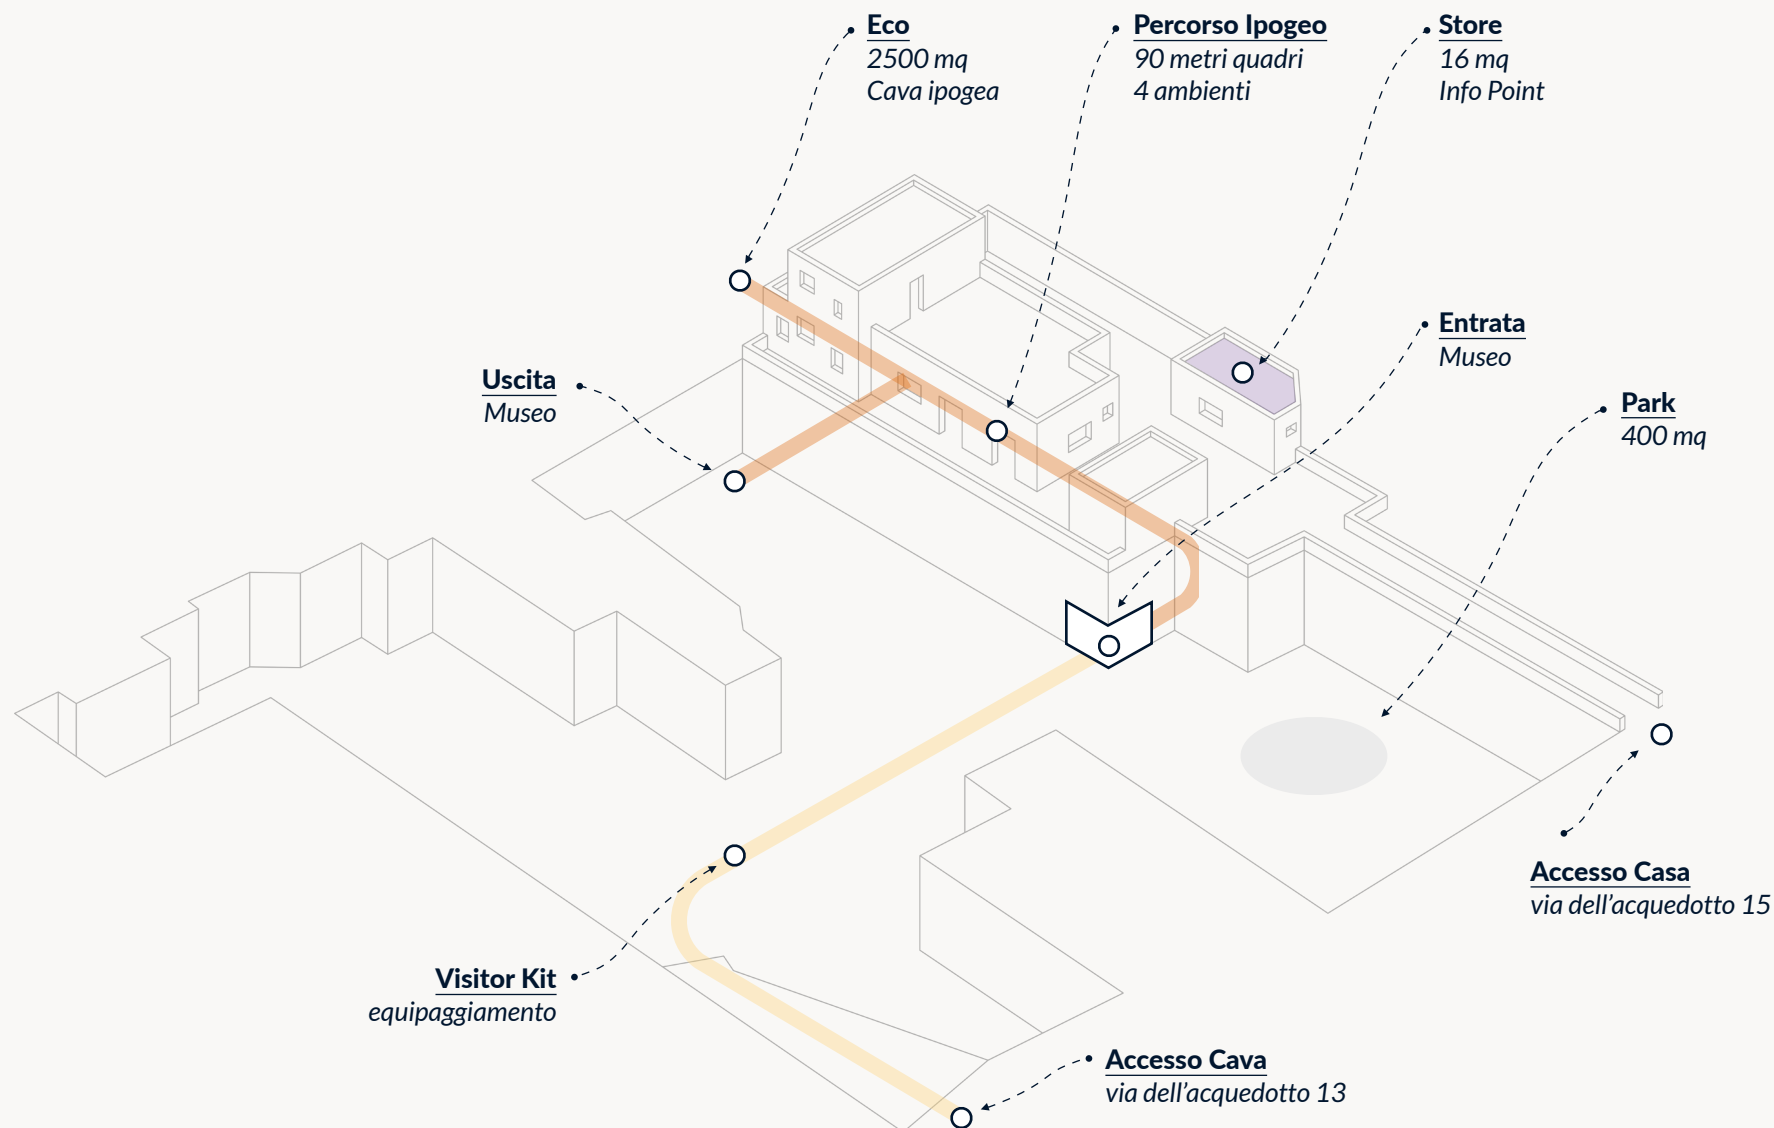 Eco
2500 mq
Cava ipogea
Percorso Ipogeo
90 metri quadri
4 ambienti
Store
16 mq
Info Point
Entrata
Museo
Uscita
Museo
Park
400 mq
Accesso Casa
via dell'acquedotto 15
Visitor Kit
equipaggiamento
Accesso Cava
via dell'acquedotto 13